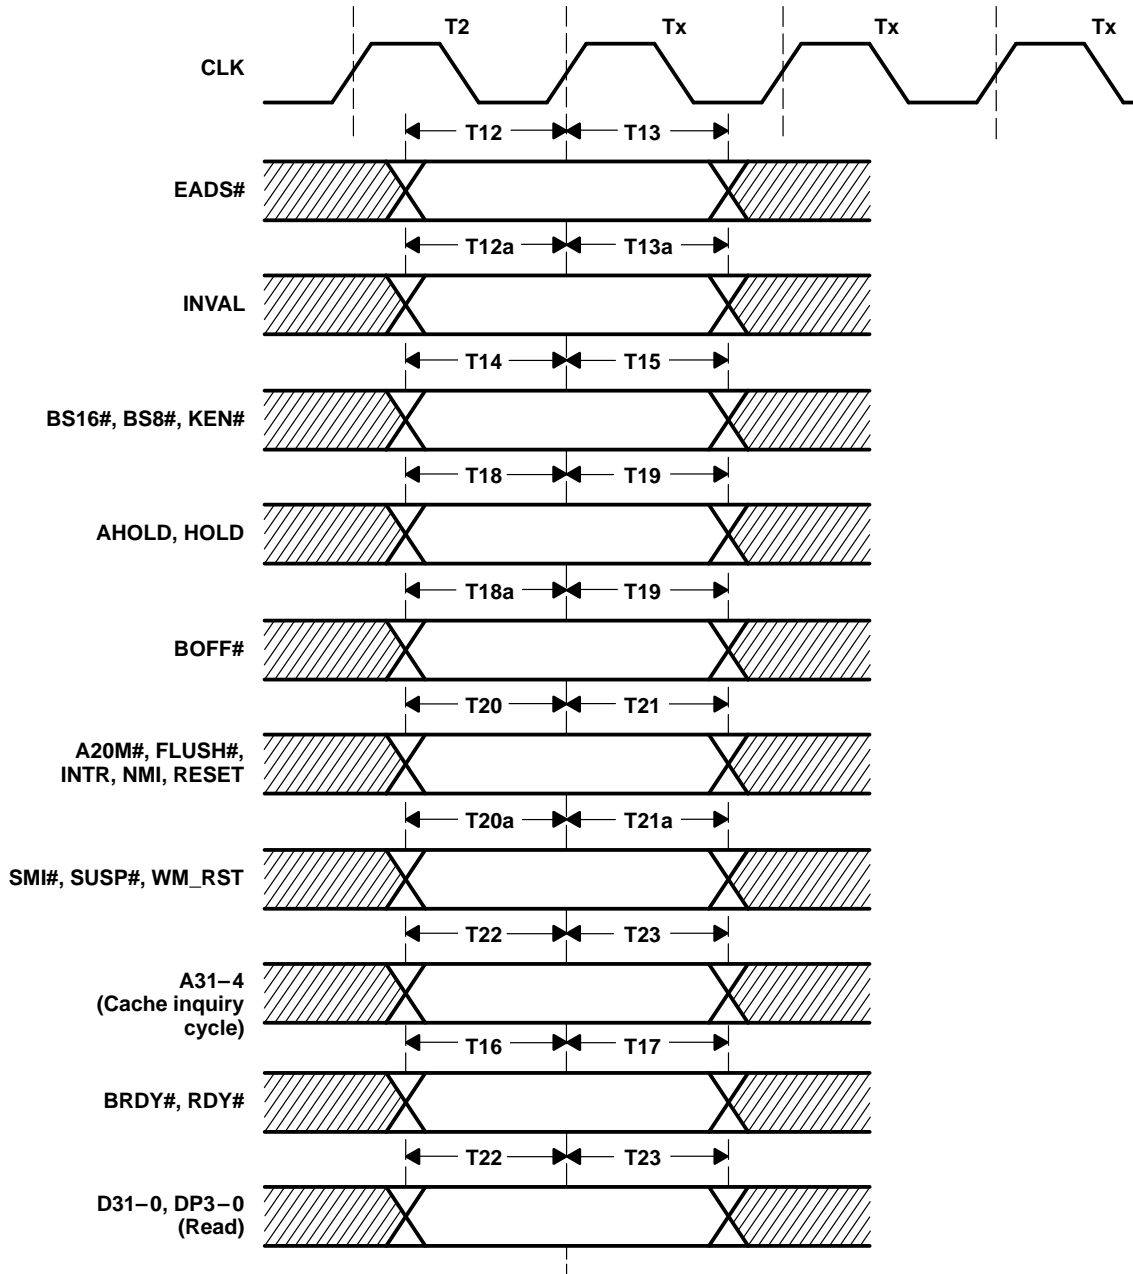 T2 Tx Tx Tx
CLK
T12 T13
EADS#
T12a T13a
INVAL
T14 T15
BS16#, BS8#, KEN#
T18 T19
AHOLD, HOLD
T18a T19
BOFF#
T20 T21
A20M#, FLUSH#,
INTR, NMI, RESET
T20a T21a
SMI#, SUSP#, WM_RST
T22 T23
A31–4
(Cache inquiry
cycle)
T16 T17
BRDY#, RDY#
T22 T23
D31–0, DP3–0
(Read)